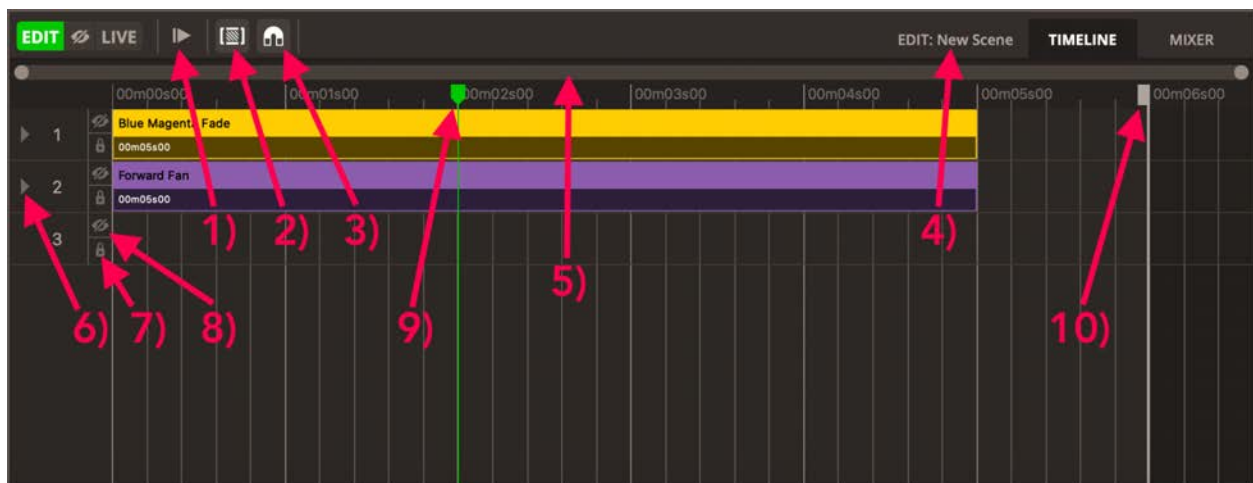 EDIT LIVE EDIT: New Scene TIMELINE MIXER
00m00s00 00m01s00 00m02s00 00m03s00 00m04s00 00m05s00 00m06s00
1 Blue Magenta Fade
00m05s00
2 Forward Fan
00m05s00
3 1) 2) 3) 4)
5)
6) 7) 8) 9) 10)